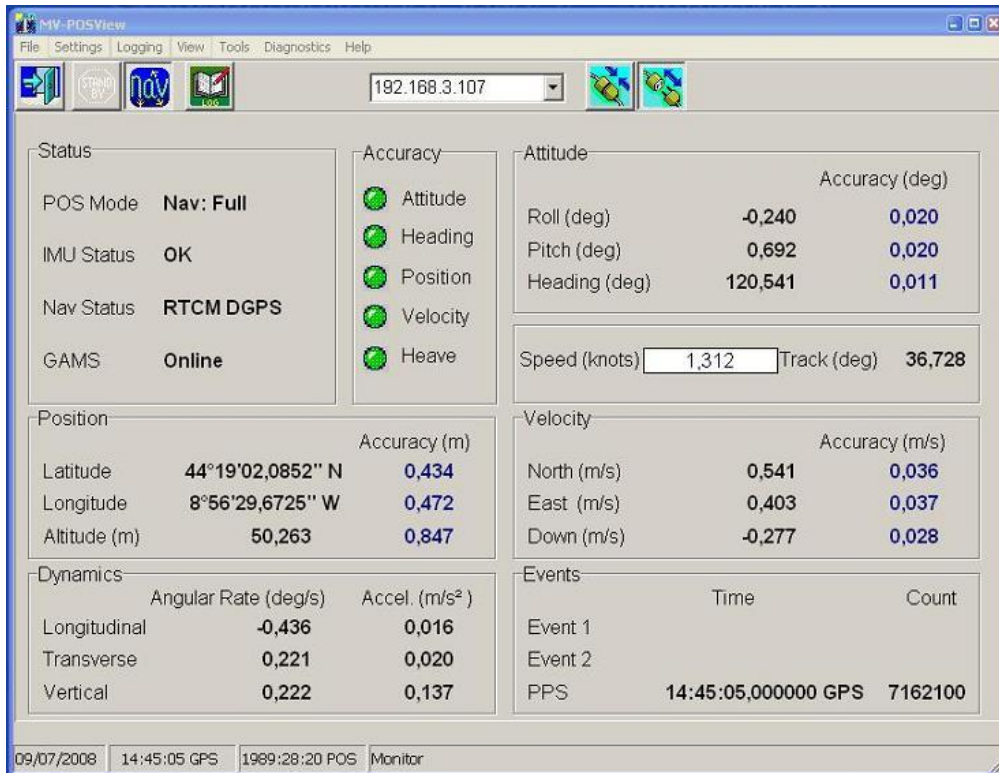 MV-POSView
File Settings Logging View Tools Diagnostics Help
STAND BY nav LOG 192.168.3.107
Status
POS Mode Nav: Full
IMU Status OK
Nav Status RTCM DGPS
GAMS Online
Accuracy
Attitude
Heading
Position
Velocity
Heave
Attitude
Accuracy (deg)
Roll (deg) -0,240 0,020
Pitch (deg) 0,692 0,020
Heading (deg) 120,541 0,011
Speed (knots) 1,312 Track (deg) 36,728
Position
Accuracy (m)
Latitude 44°19'02,0852'' N 0,434
Longitude 8°56'29,6725'' W 0,472
Altitude (m) 50,263 0,847
Velocity
Accuracy (m/s)
North (m/s) 0,541 0,036
East (m/s) 0,403 0,037
Down (m/s) -0,277 0,028
Dynamics
Angular Rate (deg/s) Accel. (m/s²)
Longitudinal -0,436 0,016
Transverse 0,221 0,020
Vertical 0,222 0,137
Events
Time Count
Event 1
Event 2
PPS 14:45:05,000000 GPS 7162100
09/07/2008 14:45:05 GPS 1989:28:20 POS Monitor